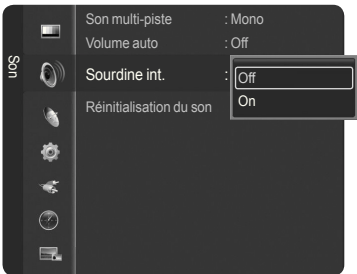 Son
Son multi-piste : Mono
Volume auto : Off
Sourdine int. : Off
On
Réinitialisation du son